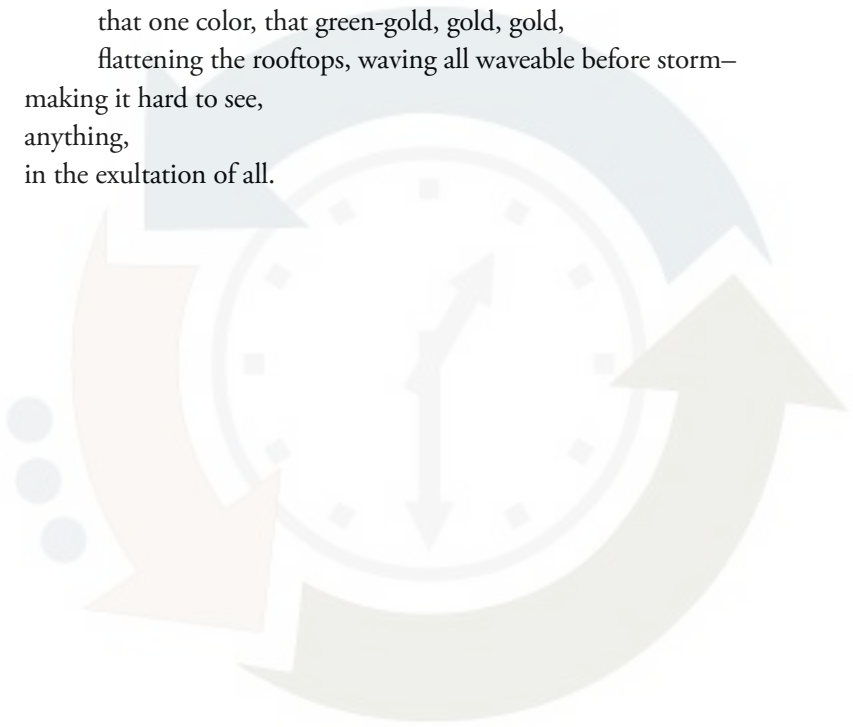 that one color, that green-gold, gold, gold,
flattening the rooftops, waving all waveable before storm–
making it hard to see,
anything,
in the exultation of all.